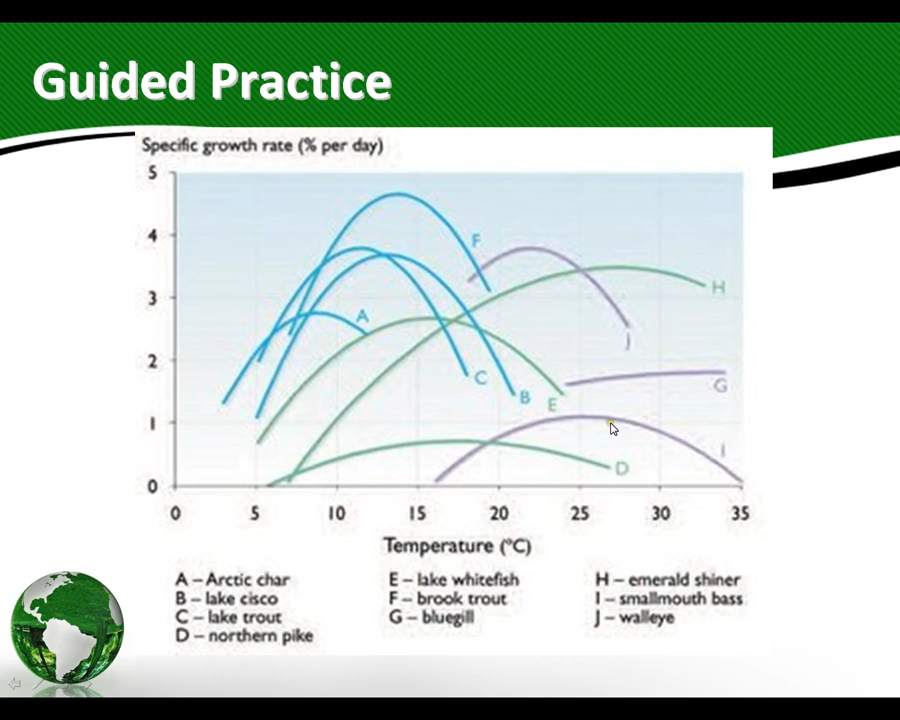 Guided Practice
Specific growth rate (% per day)
5
F
4
H
3
A
J
2
C
G
B
E
1
I
D
0
0 5 10 15 20 25 30 35
Temperature (°C)
A – Arctic char E – lake whitefish H – emerald shiner
B – lake cisco F – brook trout I – smallmouth bass
C – lake trout G – bluegill J – walleye
D – northern pike